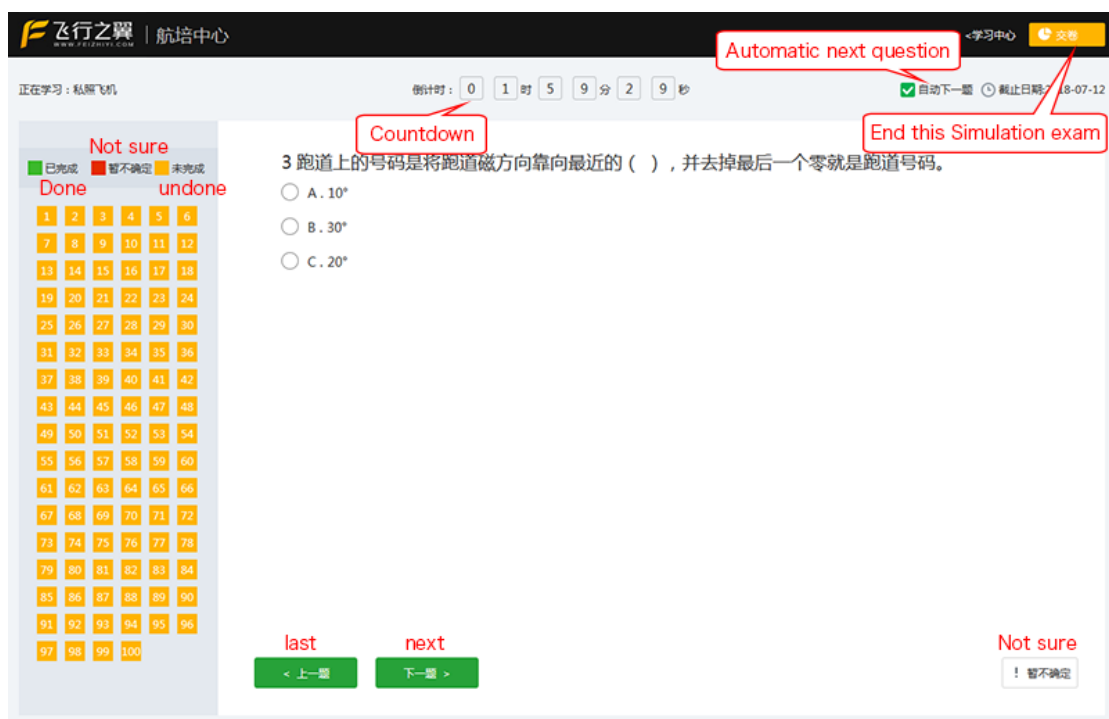 飞行之翼 | 航培中心
WWW.FEIZHIYI.COM
<学习中心 交卷
Automatic next question
正在学习：私照飞机
倒计时： 0 1 时 5 9 分 2 9 秒
自动下一题 截止日期:2 18-07-12
Countdown
End this Simulation exam
Not sure
已完成 暂不确定 未完成
Done undone
3 跑道上的号码是将跑道磁方向靠向最近的（ ），并去掉最后一个零就是跑道号码。
A . 10°
B . 30°
C . 20°
1 2 3 4 5 6
7 8 9 10 11 12
13 14 15 16 17 18
19 20 21 22 23 24
25 26 27 28 29 30
31 32 33 34 35 36
37 38 39 40 41 42
43 44 45 46 47 48
49 50 51 52 53 54
55 56 57 58 59 60
61 62 63 64 65 66
67 68 69 70 71 72
73 74 75 76 77 78
79 80 81 82 83 84
85 86 87 88 89 90
91 92 93 94 95 96
97 98 99 100
last next Not sure
< 上一题 下一题 > ! 暂不确定